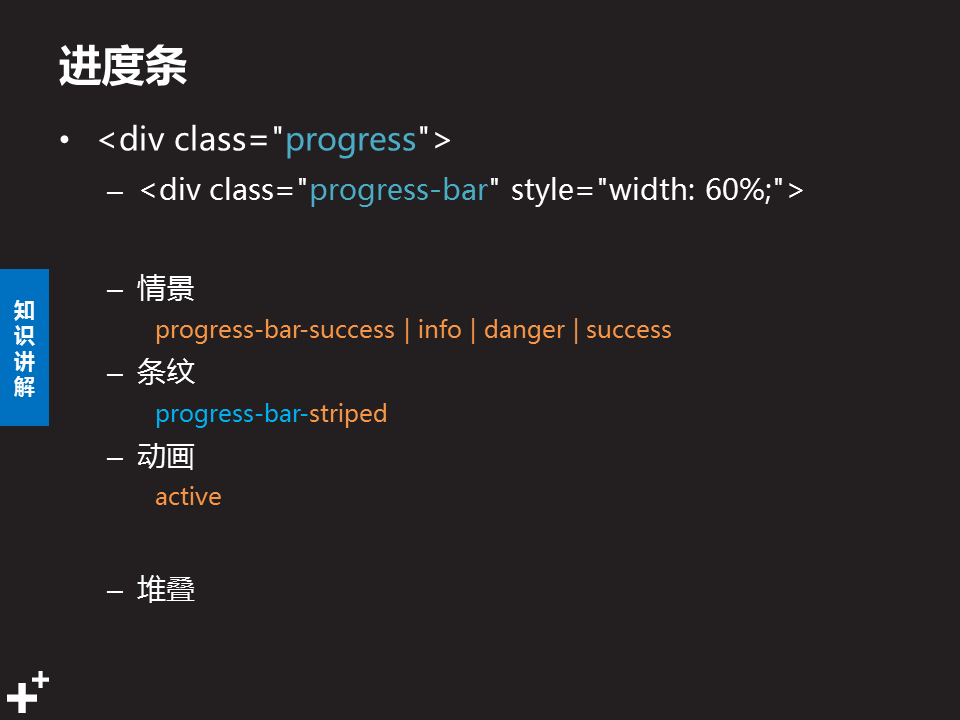 进度条
• <div class="progress">
– <div class="progress-bar" style="width: 60%;">
– 情景
progress-bar-success | info | danger | success
– 条纹
progress-bar-striped
– 动画
active
– 堆叠
知识讲解